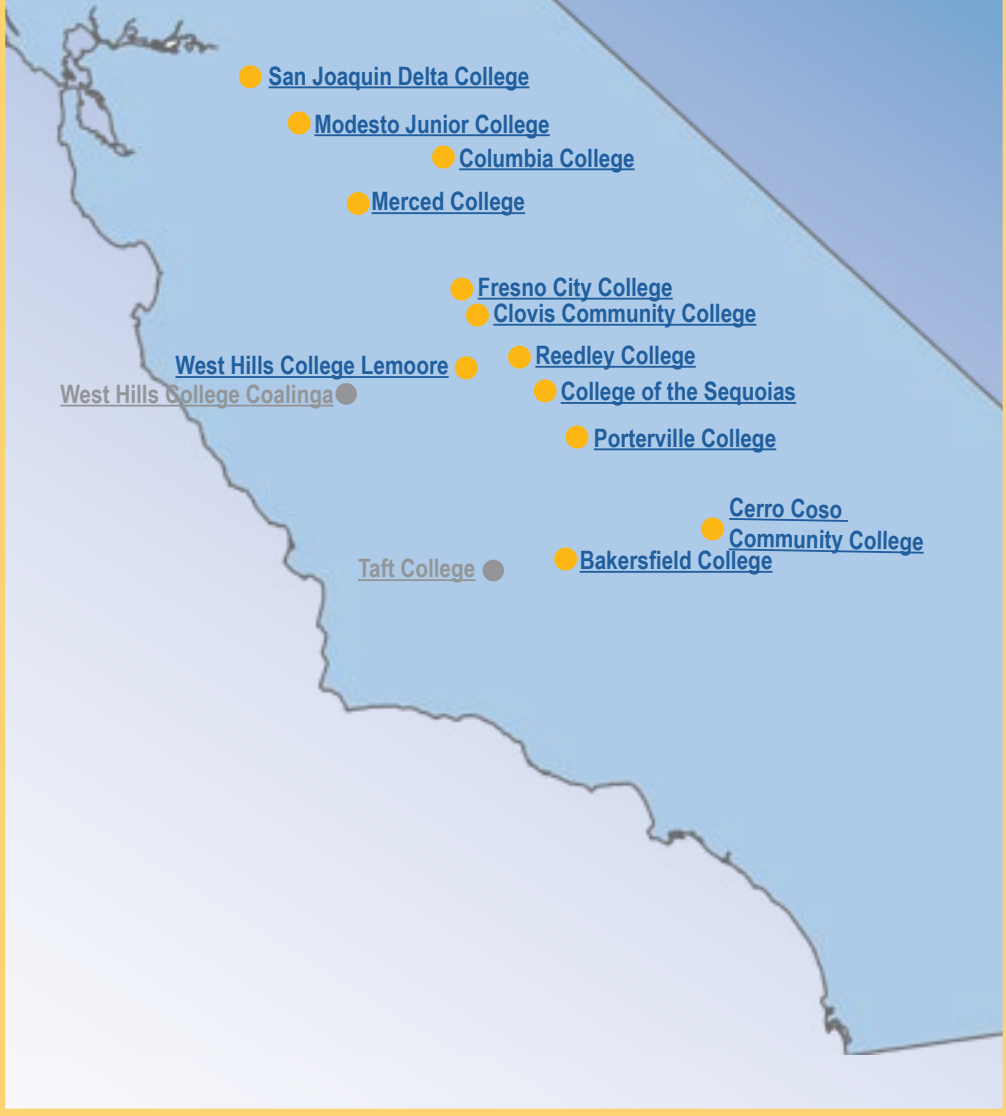 San Joaquin Delta College
Modesto Junior College
Columbia College
Merced College
Fresno City College
Clovis Community College
Reedley College
West Hills College Lemoore
West Hills College Coalinga
College of the Sequoias
Porterville College
Cerro Coso
Community College
Bakersfield College
Taft College